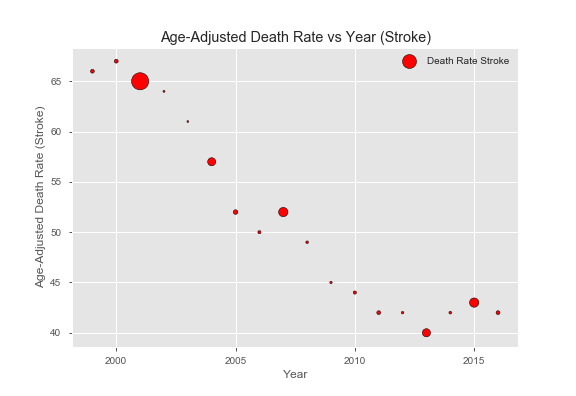 Age-Adjusted Death Rate vs Year (Stroke)
Death Rate Stroke
65
60
55
50
45
40
Age-Adjusted Death Rate (Stroke)
2000 2005 2010 2015
Year